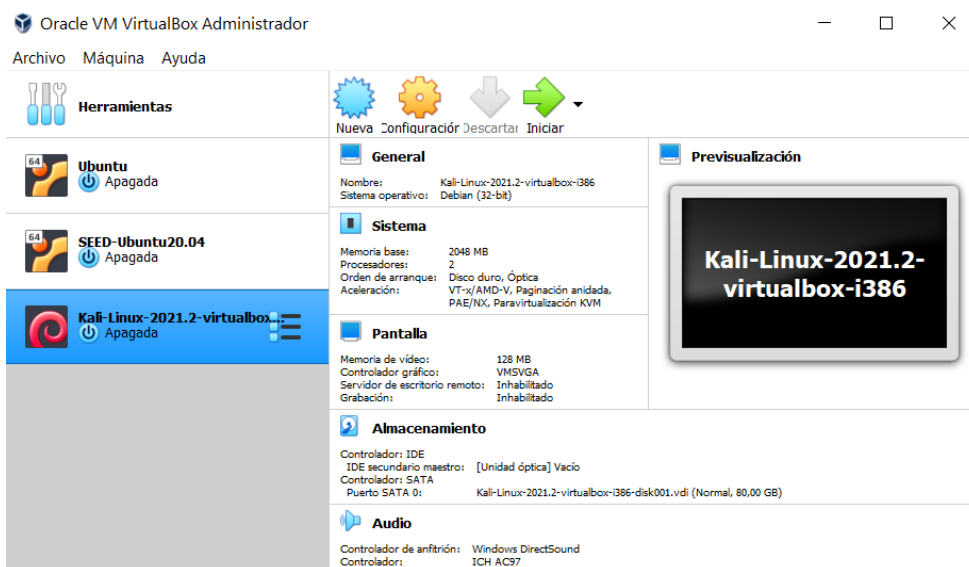 Oracle VM VirtualBox Administrador
Archivo Máquina Ayuda
Herramientas
64
Ubuntu
Apagada
64
SEED-Ubuntu20.04
Apagada
Kali-Linux-2021.2-virtualbox...
Apagada
Nueva Configuración Descartar Iniciar
General
Nombre: Kali-Linux-2021.2-virtualbox-i386
Sistema operativo: Debian (32-bit)
Sistema
Memoria base: 2048 MB
Procesadores: 2
Orden de arranque: Disco duro, Óptica
Aceleración: VT-x/AMD-V, Paginación anidada,
PAE/NX, Paravirtualización KVM
Pantalla
Memoria de vídeo: 128 MB
Controlador gráfico: VMSVGA
Servidor de escritorio remoto: Inhabilitado
Grabación: Inhabilitado
Previsualización
Kali-Linux-2021.2-
virtualbox-i386
Almacenamiento
Controlador: IDE
IDE secundario maestro: [Unidad óptica] Vacío
Controlador: SATA
Puerto SATA 0: Kali-Linux-2021.2-virtualbox-i386-disk001.vdi (Normal, 80,00 GB)
Audio
Controlador de anfitrión: Windows DirectSound
Controlador: ICH AC97